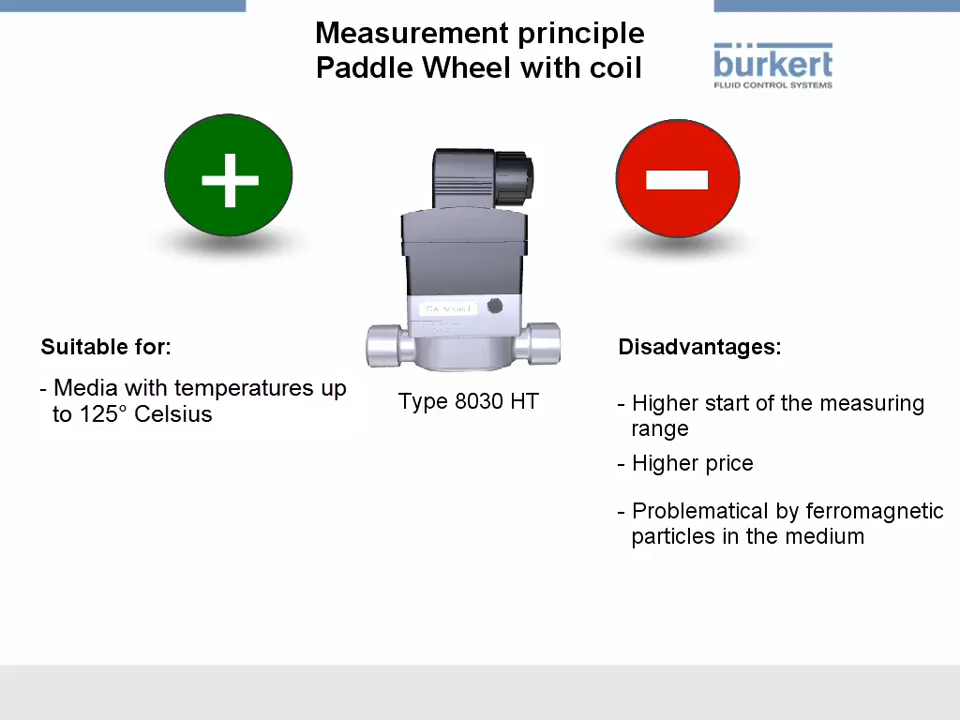 Measurement principle
Paddle Wheel with coil
bürkert
FLUID CONTROL SYSTEMS
Suitable for:
- Media with temperatures up
to 125° Celsius
Type 8030 HT
Disadvantages:
- Higher start of the measuring
range
- Higher price
- Problematical by ferromagnetic
particles in the medium